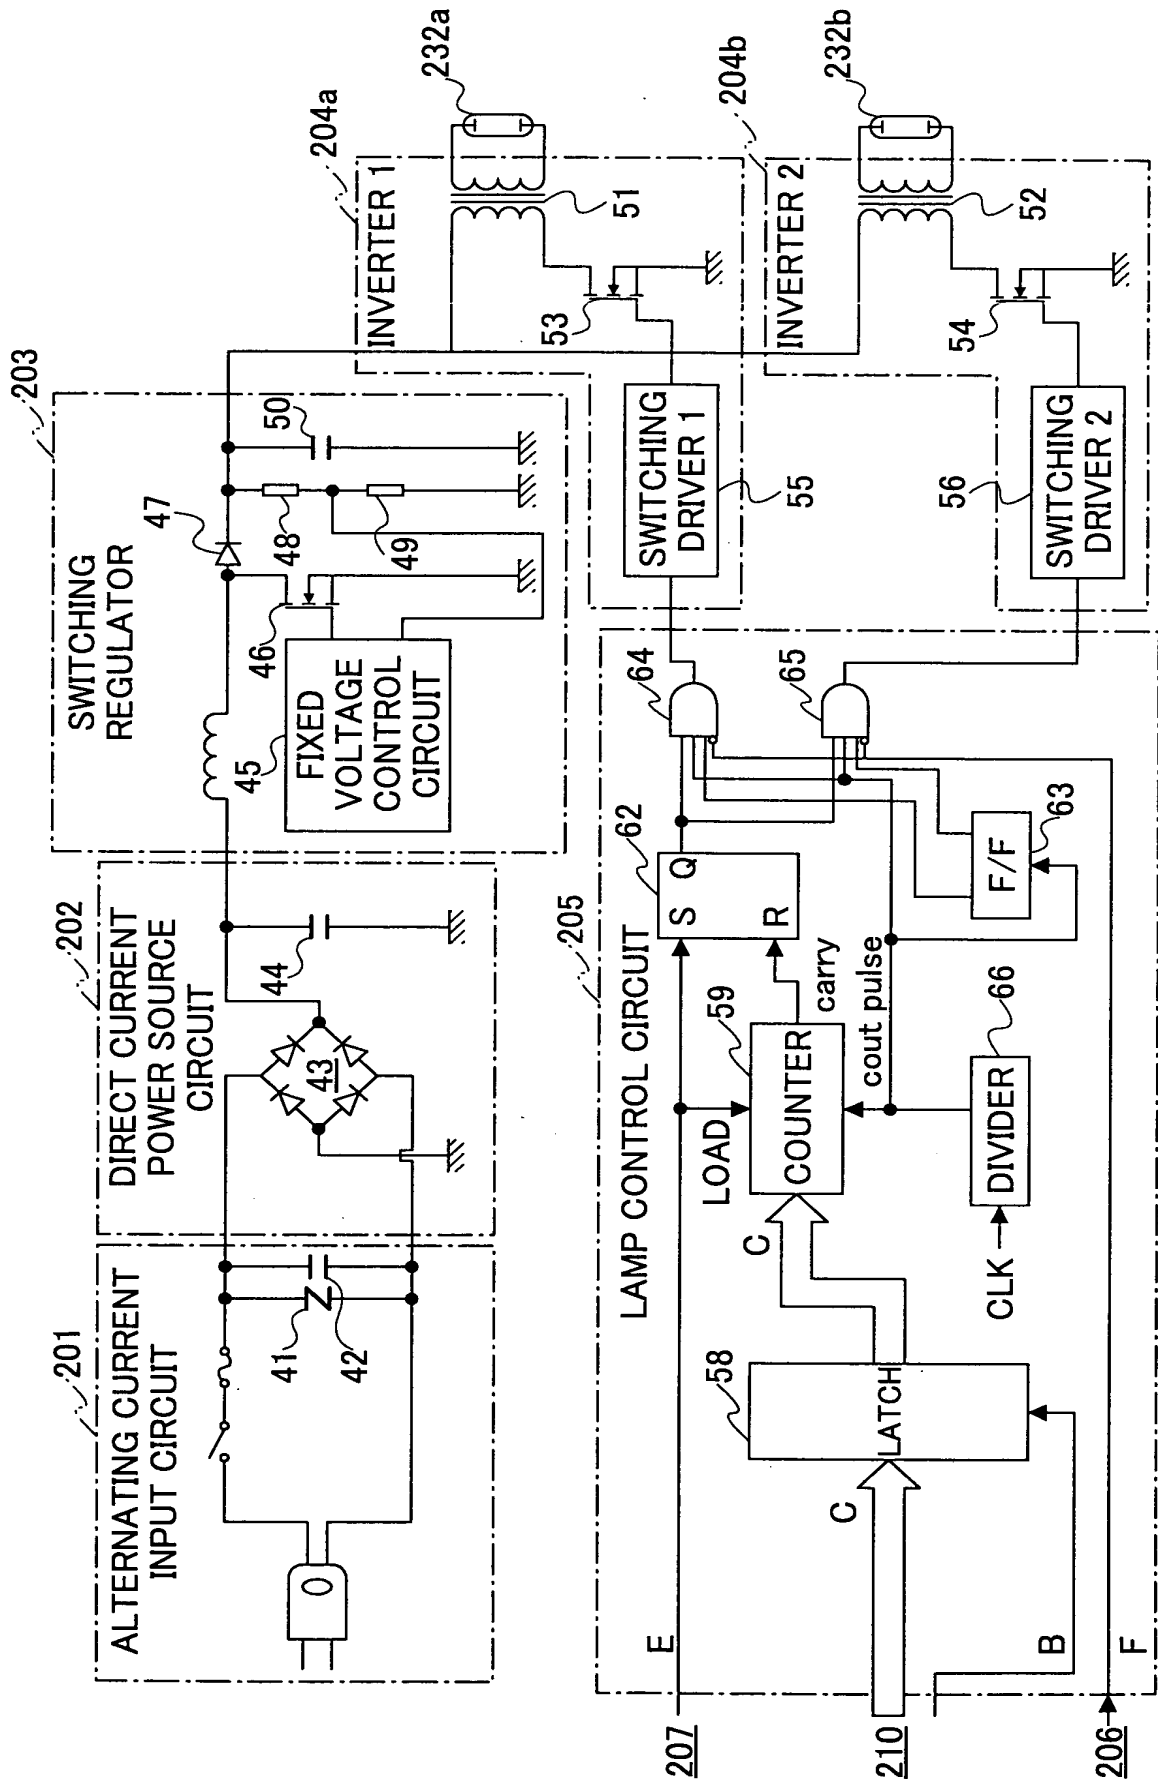 201
ALTERNATING CURRENT
INPUT CIRCUIT
41
42
202
DIRECT CURRENT
POWER SOURCE
CIRCUIT
43
44
203
SWITCHING
REGULATOR
45
FIXED
VOLTAGE
CONTROL
CIRCUIT
46
47
48
49
50
204a
INVERTER 1
232a
51
53
SWITCHING
DRIVER 1
55
204b
INVERTER 2
232b
52
54
SWITCHING
DRIVER 2
56
205
LAMP CONTROL CIRCUIT
207
E
210
C
B
206
F
58
LATCH
C
LOAD
59
COUNTER
carry
cout pulse
CLK
DIVIDER
66
62
S Q
R
F/F
63
64
65